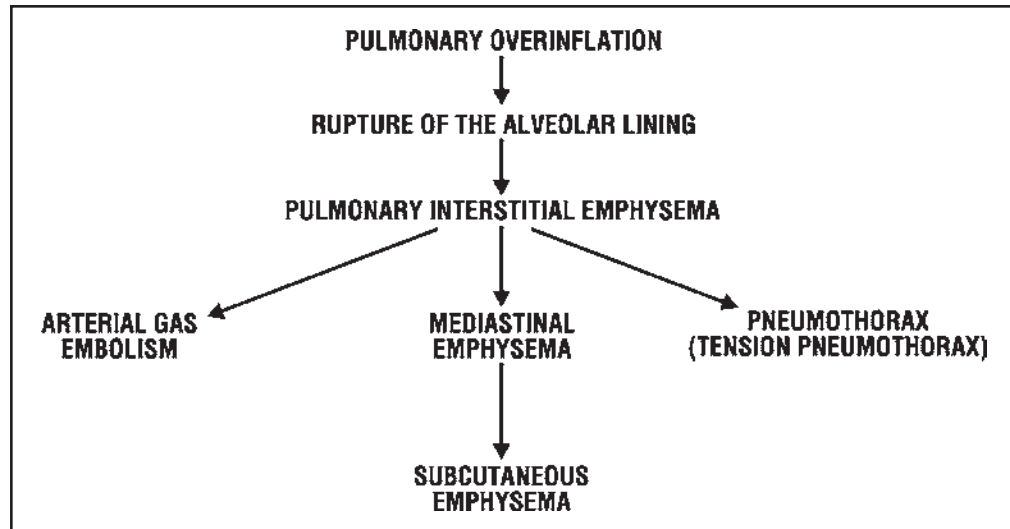 PULMONARY OVERINFLATION
RUPTURE OF THE ALVEOLAR LINING
PULMONARY INTERSTITIAL EMPHYSEMA
ARTERIAL GAS
EMBOLISM
MEDIASTINAL
EMPHYSEMA
PNEUMOTHORAX
(TENSION PNEUMOTHORAX)
SUBCUTANEOUS
EMPHYSEMA